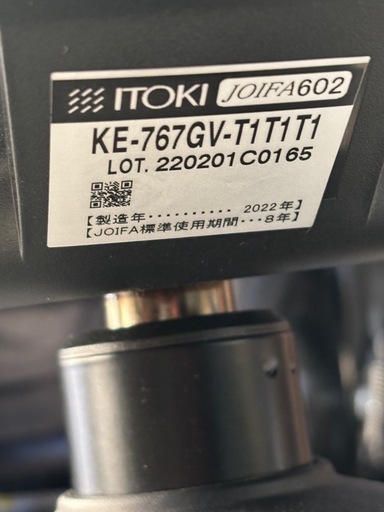 ITOKI JOIFA602
KE-767GV-T1T1T1
LOT. 220201C0165
【製造年・・・・・・・・・・ 2022年】
【JOIFA標準使用期間・・・8年】